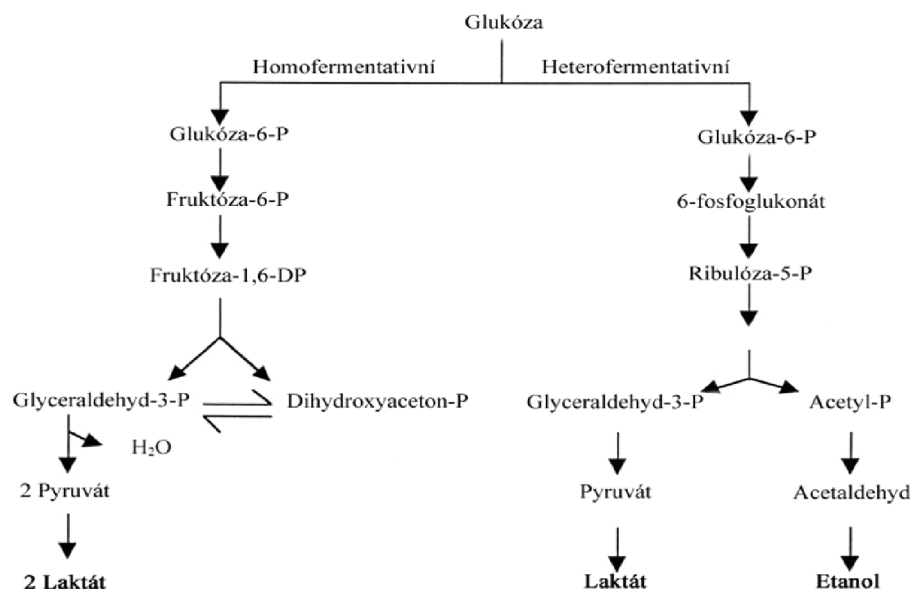 Glukóza
Homofermentativní Heterofermentativní
Glukóza-6-P Glukóza-6-P
Fruktóza-6-P 6-fosfoglukonát
Fruktóza-1,6-DP Ribulóza-5-P
Glyceraldehyd-3-P Dihydroxyaceton-P Glyceraldehyd-3-P Acetyl-P
H₂O
2 Pyruvát Pyruvát Acetaldehyd
2 Laktát Laktát Etanol